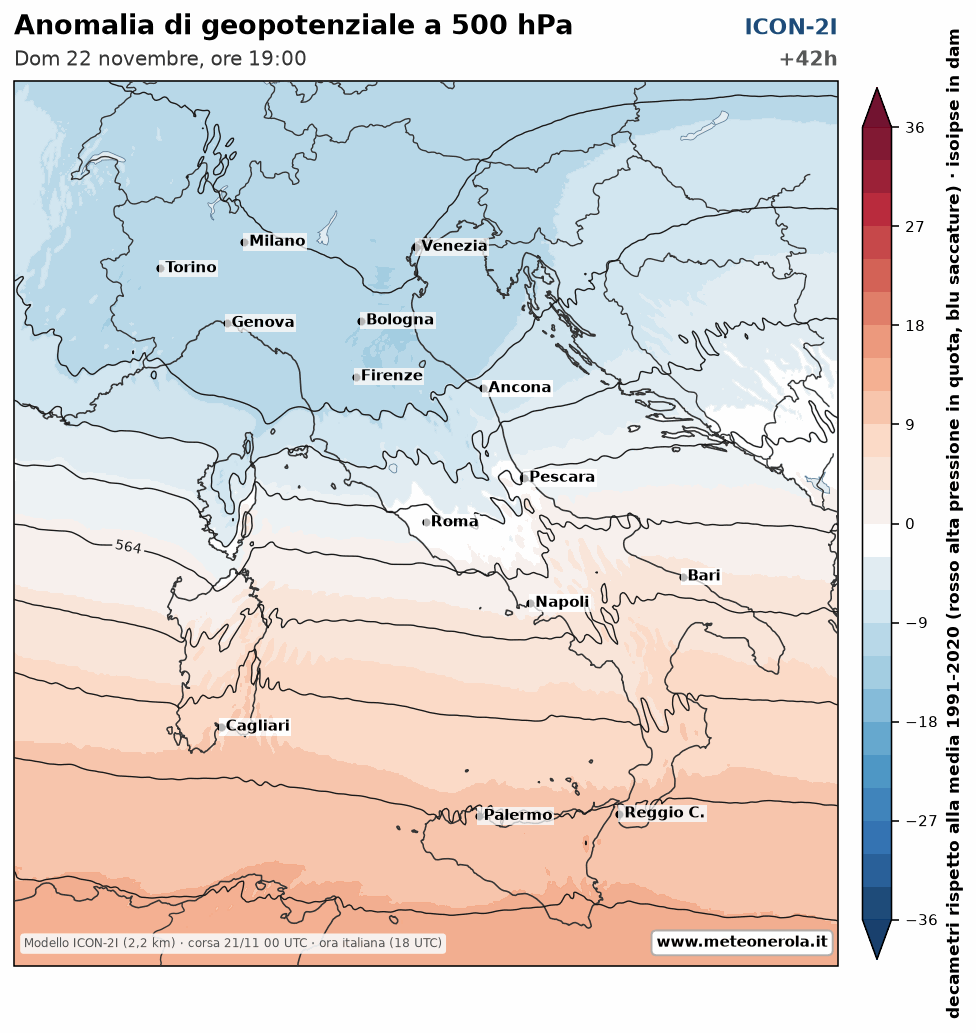 Anomalia di geopotenziale a 500 hPa
ICON-2I
Dom 22 novembre, ore 19:00
+42h
Milano
Venezia
Torino
Genova
Bologna
Firenze
Ancona
Pescara
Roma
564
Bari
Napoli
Cagliari
Palermo
Reggio C.
Modello ICON-2I (2,2 km) · corsa 21/11 00 UTC · ora italiana (18 UTC)
www.meteonerola.it
36
27
18
9
0
−9
−18
−27
−36
decametri rispetto alla media 1991-2020 (rosso alta pressione in quota, blu saccature) · isoipse in dam